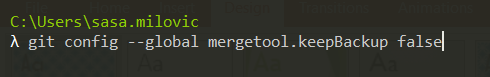 C:\Users\sasa.milovic
λ git config --global mergetool.keepBackup false